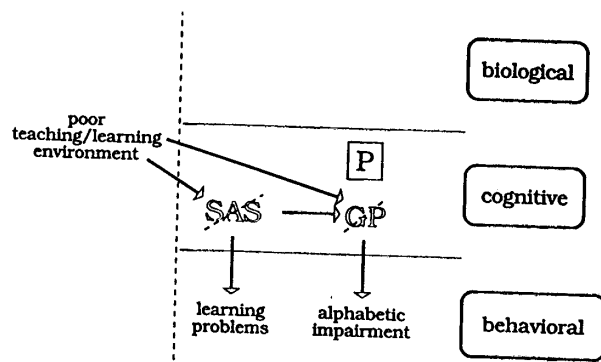 biological
poor
teaching/learning
environment
P
cognitive
SAS
GP
learning
problems
alphabetic
impairment
behavioral